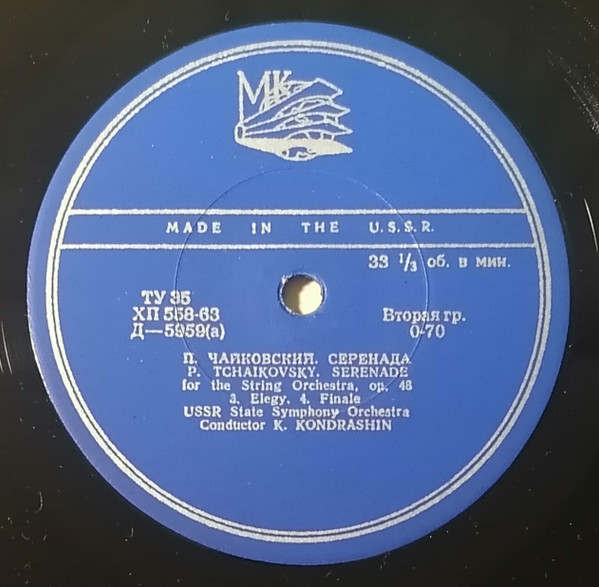 МК
MADE IN THE U.S.S.R.
33 1/3 об. в мин.
ТУ 35
ХП 558-63
Д—5959(а)
Вторая гр.
0-70
П. ЧАЙКОВСКИЙ. СЕРЕНАДА
P. TCHAIKOVSKY. SERENADE
for the String Orchestra, op. 48
3. Elegy. 4. Finale
USSR State Symphony Orchestra
Conductor K. KONDRASHIN